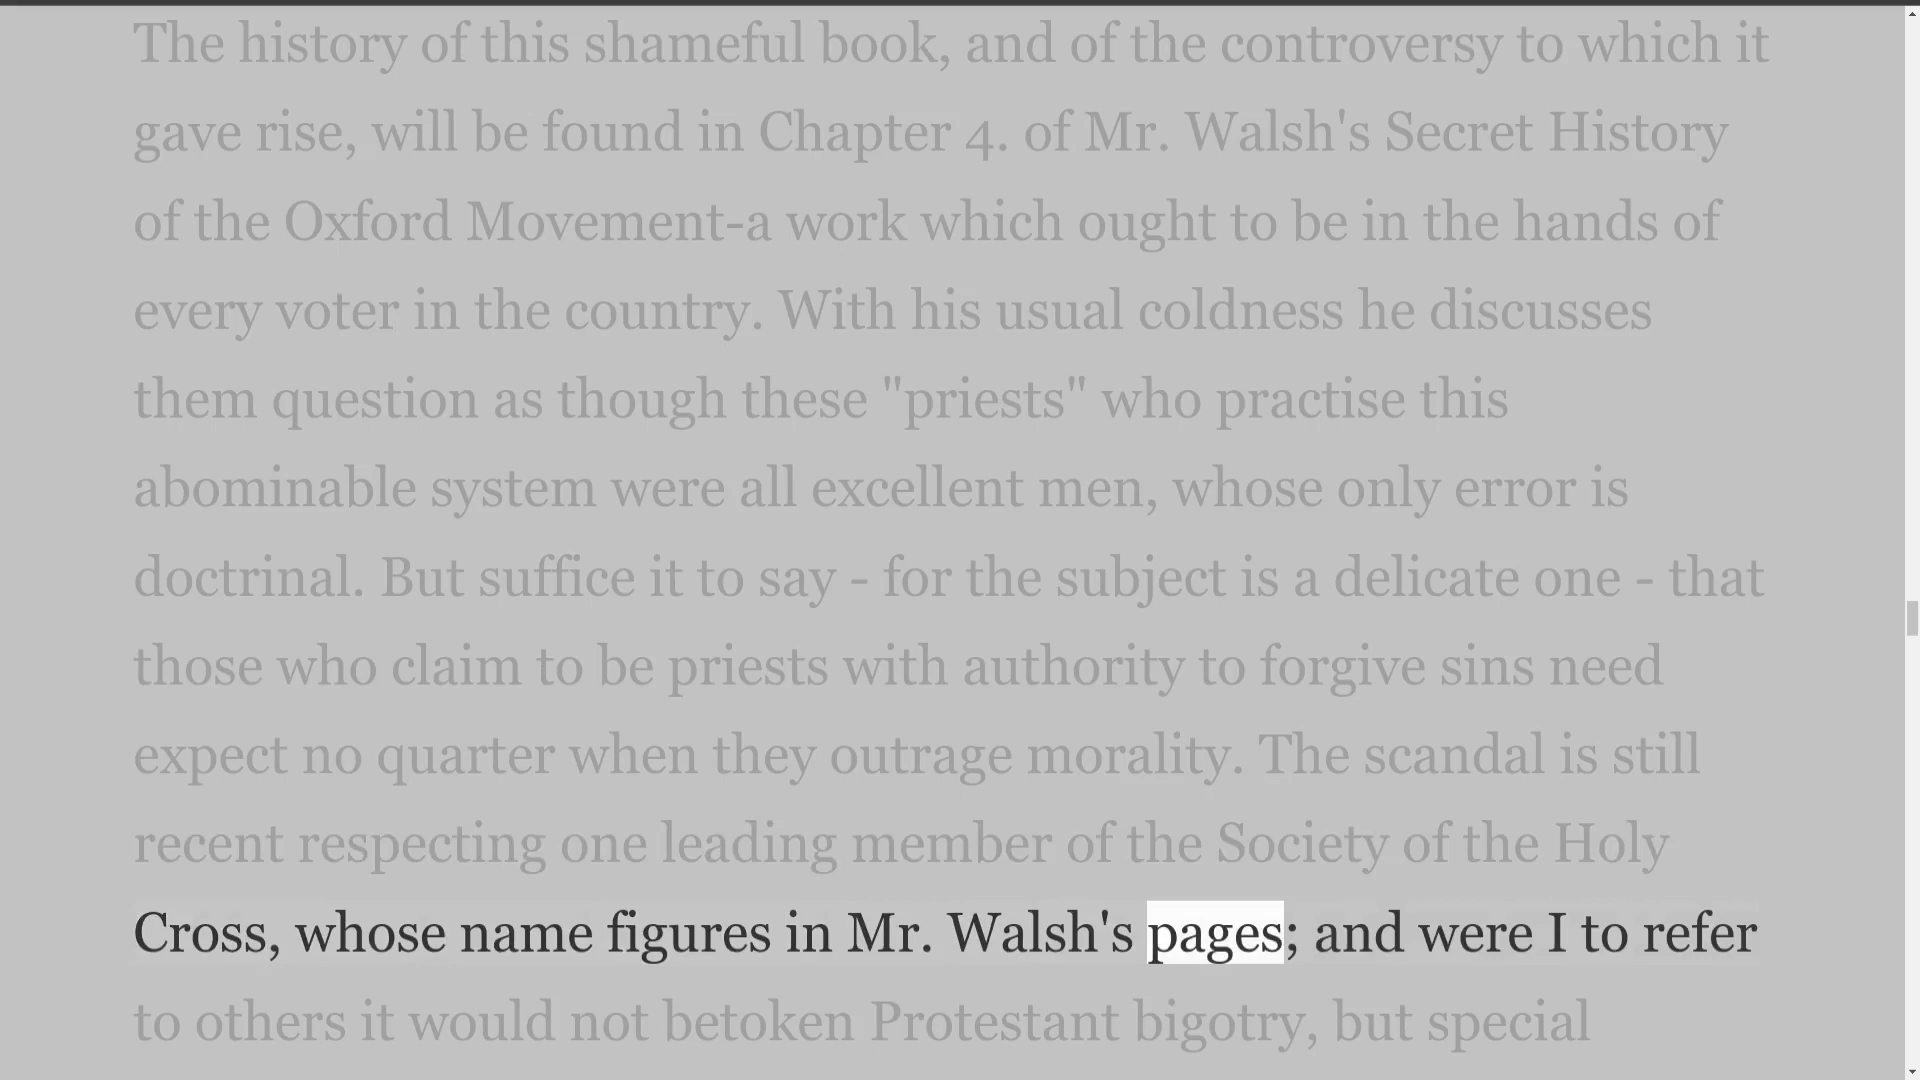 The history of this shameful book, and of the controversy to which it
gave rise, will be found in Chapter 4. of Mr. Walsh's Secret History
of the Oxford Movement-a work which ought to be in the hands of
every voter in the country. With his usual coldness he discusses
them question as though these "priests" who practise this
abominable system were all excellent men, whose only error is
doctrinal. But suffice it to say - for the subject is a delicate one - that
those who claim to be priests with authority to forgive sins need
expect no quarter when they outrage morality. The scandal is still
recent respecting one leading member of the Society of the Holy
Cross, whose name figures in Mr. Walsh's pages; and were I to refer
to others it would not betoken Protestant bigotry, but special